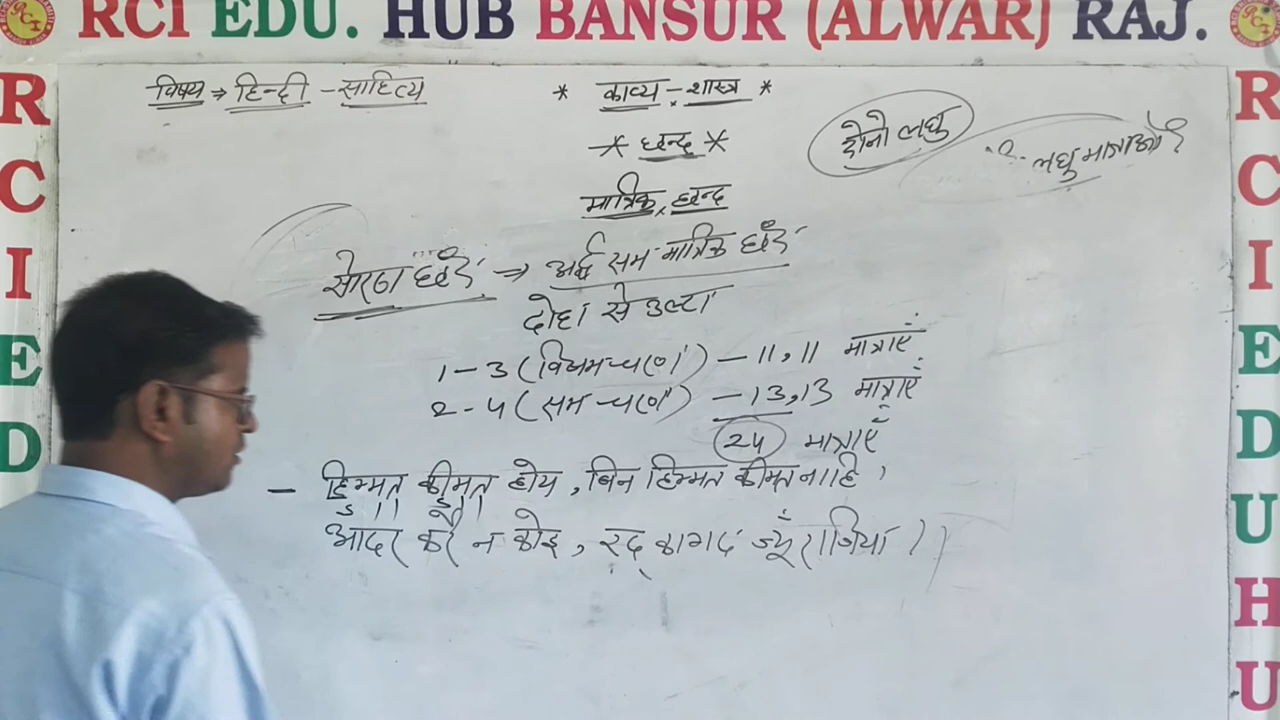 RCI EDU. HUB BANSUR (ALWAR) RAJ.
R
C
I
E
D
R
C
I
E
D
U
H
U
विषय ⇒ हिन्दी - साहित्य
* काव्य - शास्त्र *
* छन्द *
मात्रिक छन्द
दोनो लघु
लघु मात्राओं
सोरठा छंद ⇒ अर्द्ध सम मात्रिक छंद
दोहा से उल्टा
1-3 (विषम चरण) - 11, 11 मात्राएं
2-4 (सम चरण) - 13, 13 मात्राएं
24 मात्राएँ
- हिम्मत कीमत होय, बिन हिम्मत कीमत नाहि,
S I I S I I
आदर करै न कोइ, रद् कागद ज्यूँ राजिया।।